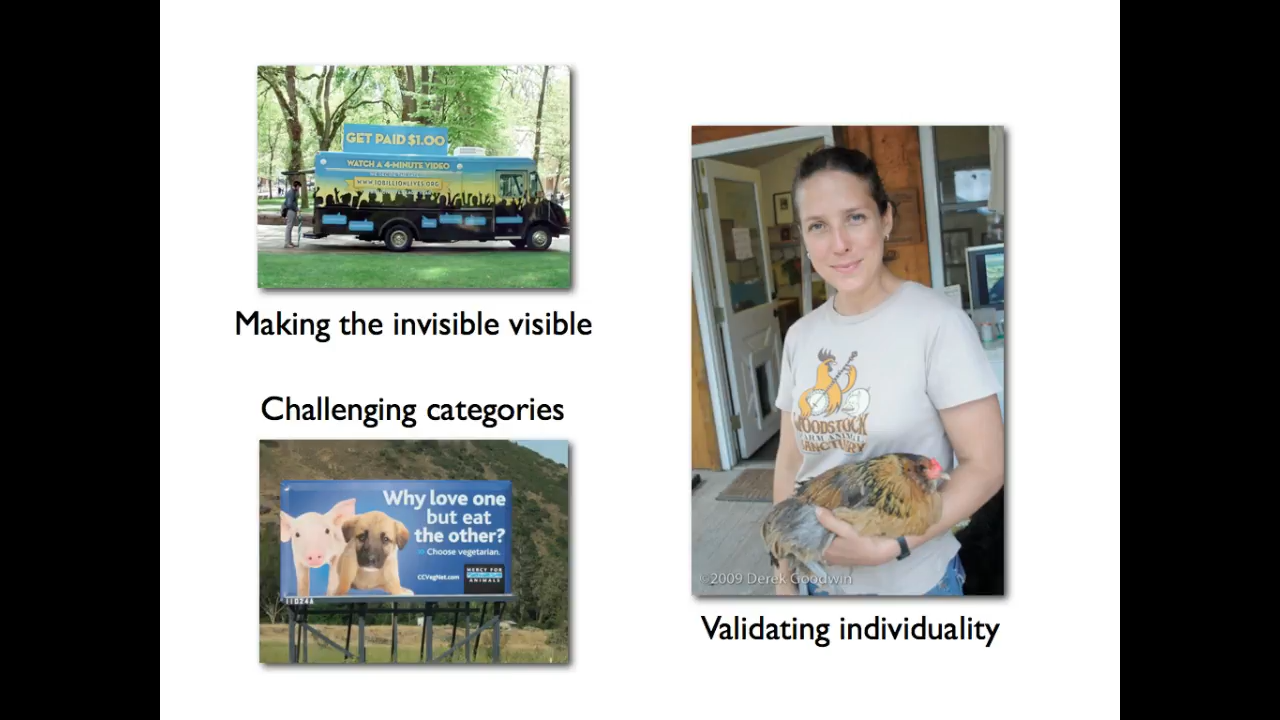 GET PAID $1.00
WATCH A 4-MINUTE VIDEO
WWW.10BILLIONLIVES.ORG
Making the invisible visible
Challenging categories
Why love one
but eat
the other?
Choose vegetarian.
CCVegNet.com
MERCY FOR
ANIMALS
11024A
WOODSTOCK
FARM ANIMAL
SANCTUARY
©2009 Derek Goodwin
Validating individuality